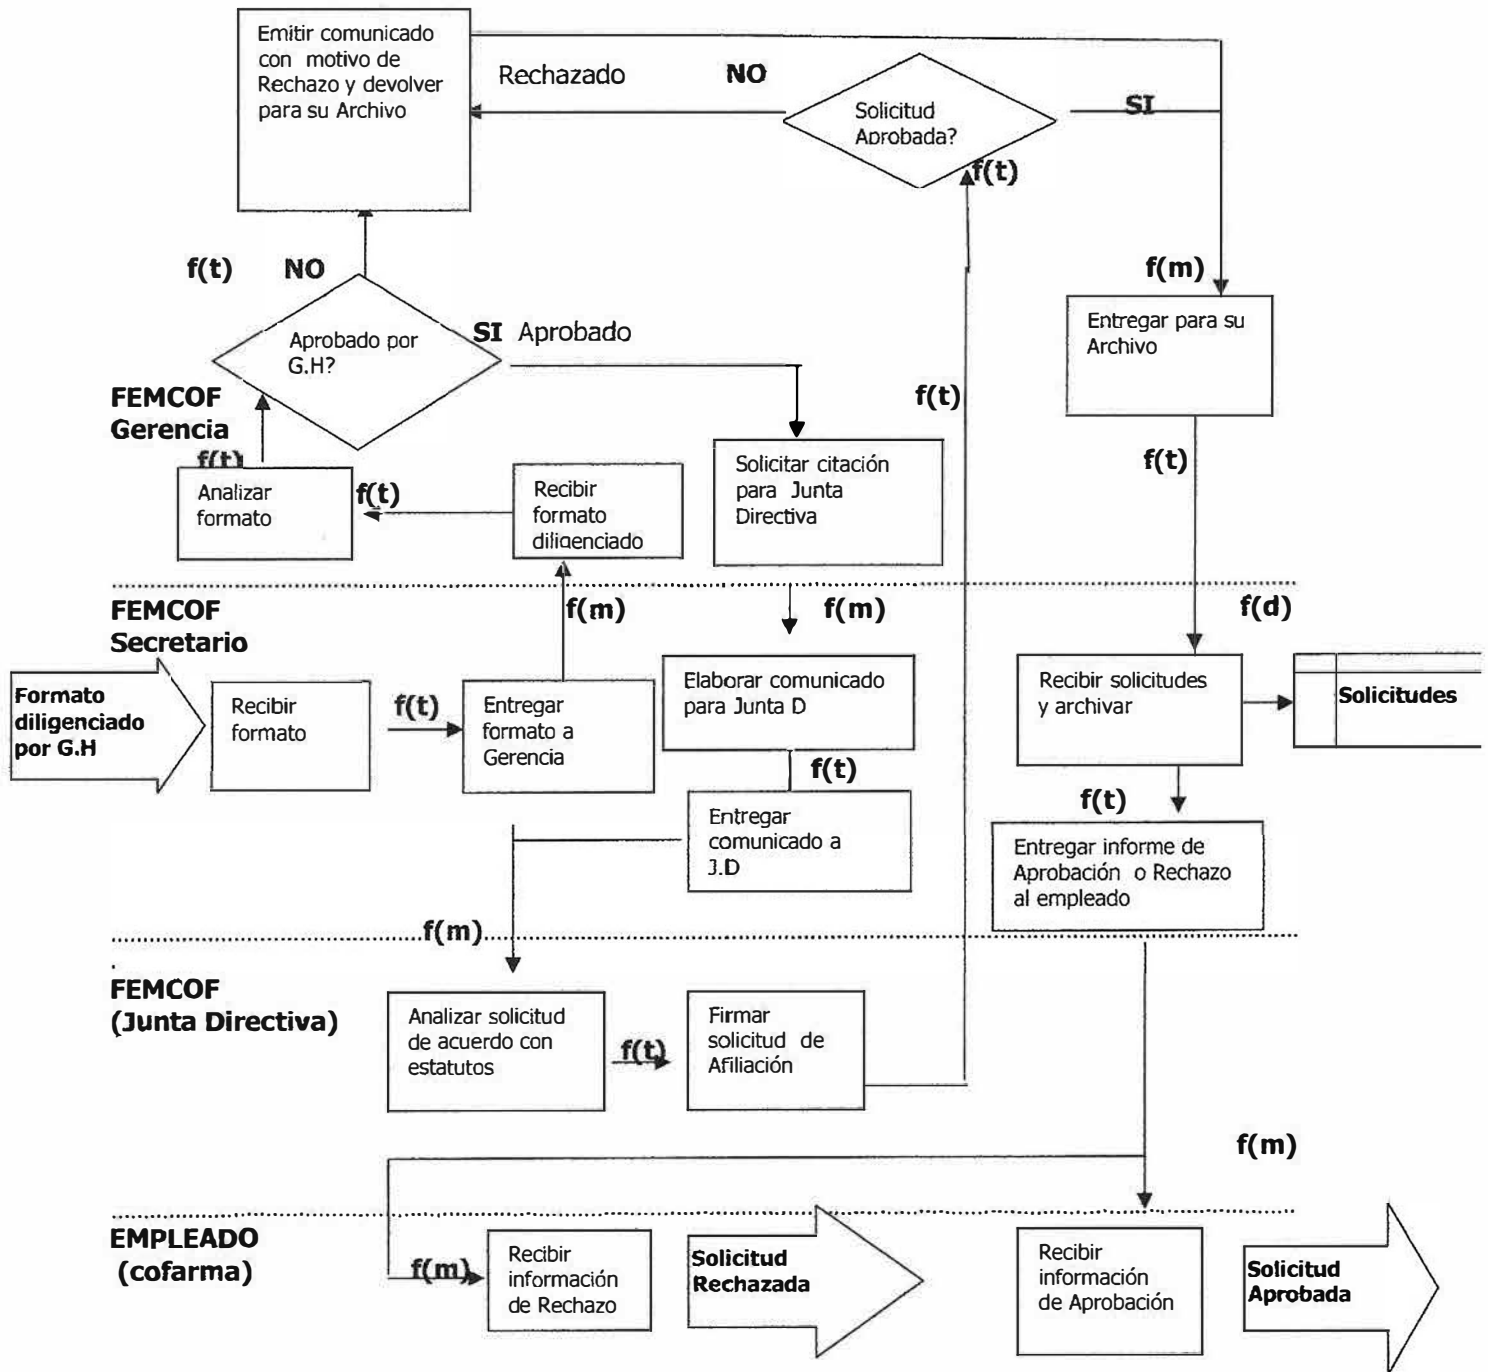 Emitir comunicado
con motivo de
Rechazo y devolver
para su Archivo
Rechazado
NO
Solicitud
Aprobada?
SI
f(t)
f(t)
NO
f(m)
Aprobado por
G.H?
SI Aprobado
Entregar para su
Archivo
FEMCOF
Gerencia
f(t)
f(t)
f(t)
Analizar
formato
f(t)
Recibir
formato
diligenciado
Solicitar citación
para Junta
Directiva
FEMCOF
Secretario
f(m)
f(m)
f(d)
Formato
diligenciado
por G.H
Recibir
formato
f(t)
Entregar
formato a
Gerencia
Elaborar comunicado
para Junta D
Recibir solicitudes
y archivar
Solicitudes
f(t)
f(t)
Entregar
comunicado a
J.D
Entregar informe de
Aprobación o Rechazo
al empleado
f(m)
FEMCOF
(Junta Directiva)
Analizar solicitud
de acuerdo con
estatutos
f(t)
Firmar
solicitud de
Afiliación
f(m)
EMPLEADO
(cofarma)
f(m)
Recibir
información
de Rechazo
Solicitud
Rechazada
Recibir
información
de Aprobación
Solicitud
Aprobada